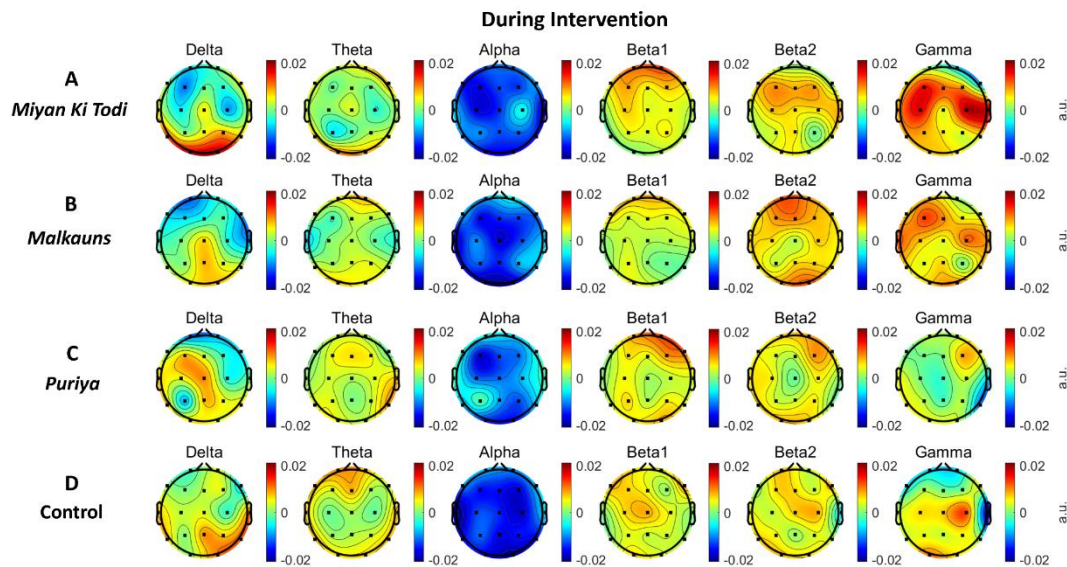 During Intervention
Delta Theta Alpha Beta1 Beta2 Gamma
A
Miyan Ki Todi
0.02 0.02 0.02 0.02 0.02 0.02
0 0 0 0 0 0 a.u.
-0.02 -0.02 -0.02 -0.02 -0.02 -0.02
Delta Theta Alpha Beta1 Beta2 Gamma
B
Malkauns
0.02 0.02 0.02 0.02 0.02 0.02
0 0 0 0 0 0 a.u.
-0.02 -0.02 -0.02 -0.02 -0.02 -0.02
Delta Theta Alpha Beta1 Beta2 Gamma
C
Puriya
0.02 0.02 0.02 0.02 0.02 0.02
0 0 0 0 0 0 a.u.
-0.02 -0.02 -0.02 -0.02 -0.02 -0.02
Delta Theta Alpha Beta1 Beta2 Gamma
D
Control
0.02 0.02 0.02 0.02 0.02 0.02
0 0 0 0 0 0 a.u.
-0.02 -0.02 -0.02 -0.02 -0.02 -0.02